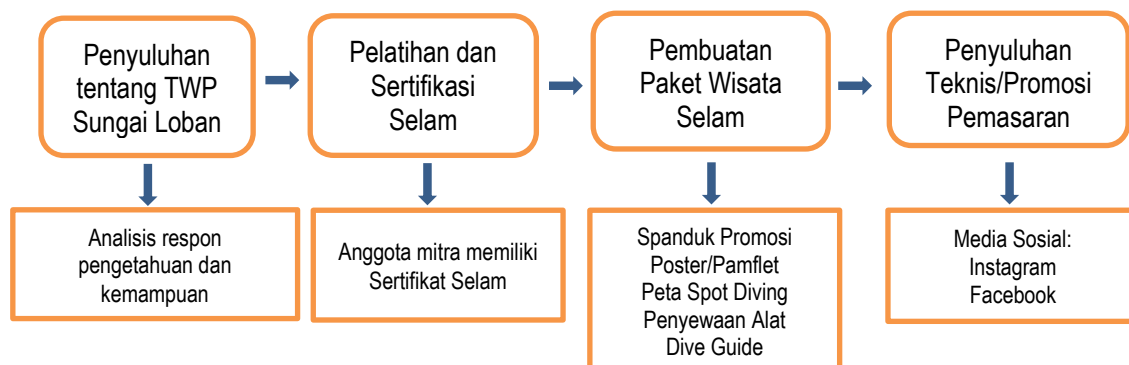 Penyuluhan
tentang TWP
Sungai Loban
Pelatihan dan
Sertifikasi
Selam
Pembuatan
Paket Wisata
Selam
Penyuluhan
Teknis/Promosi
Pemasaran
Analisis respon
pengetahuan dan
kemampuan
Anggota mitra memiliki
Sertifikat Selam
Spanduk Promosi
Poster/Pamflet
Peta Spot Diving
Penyewaan Alat
Dive Guide
Media Sosial:
Instagram
Facebook